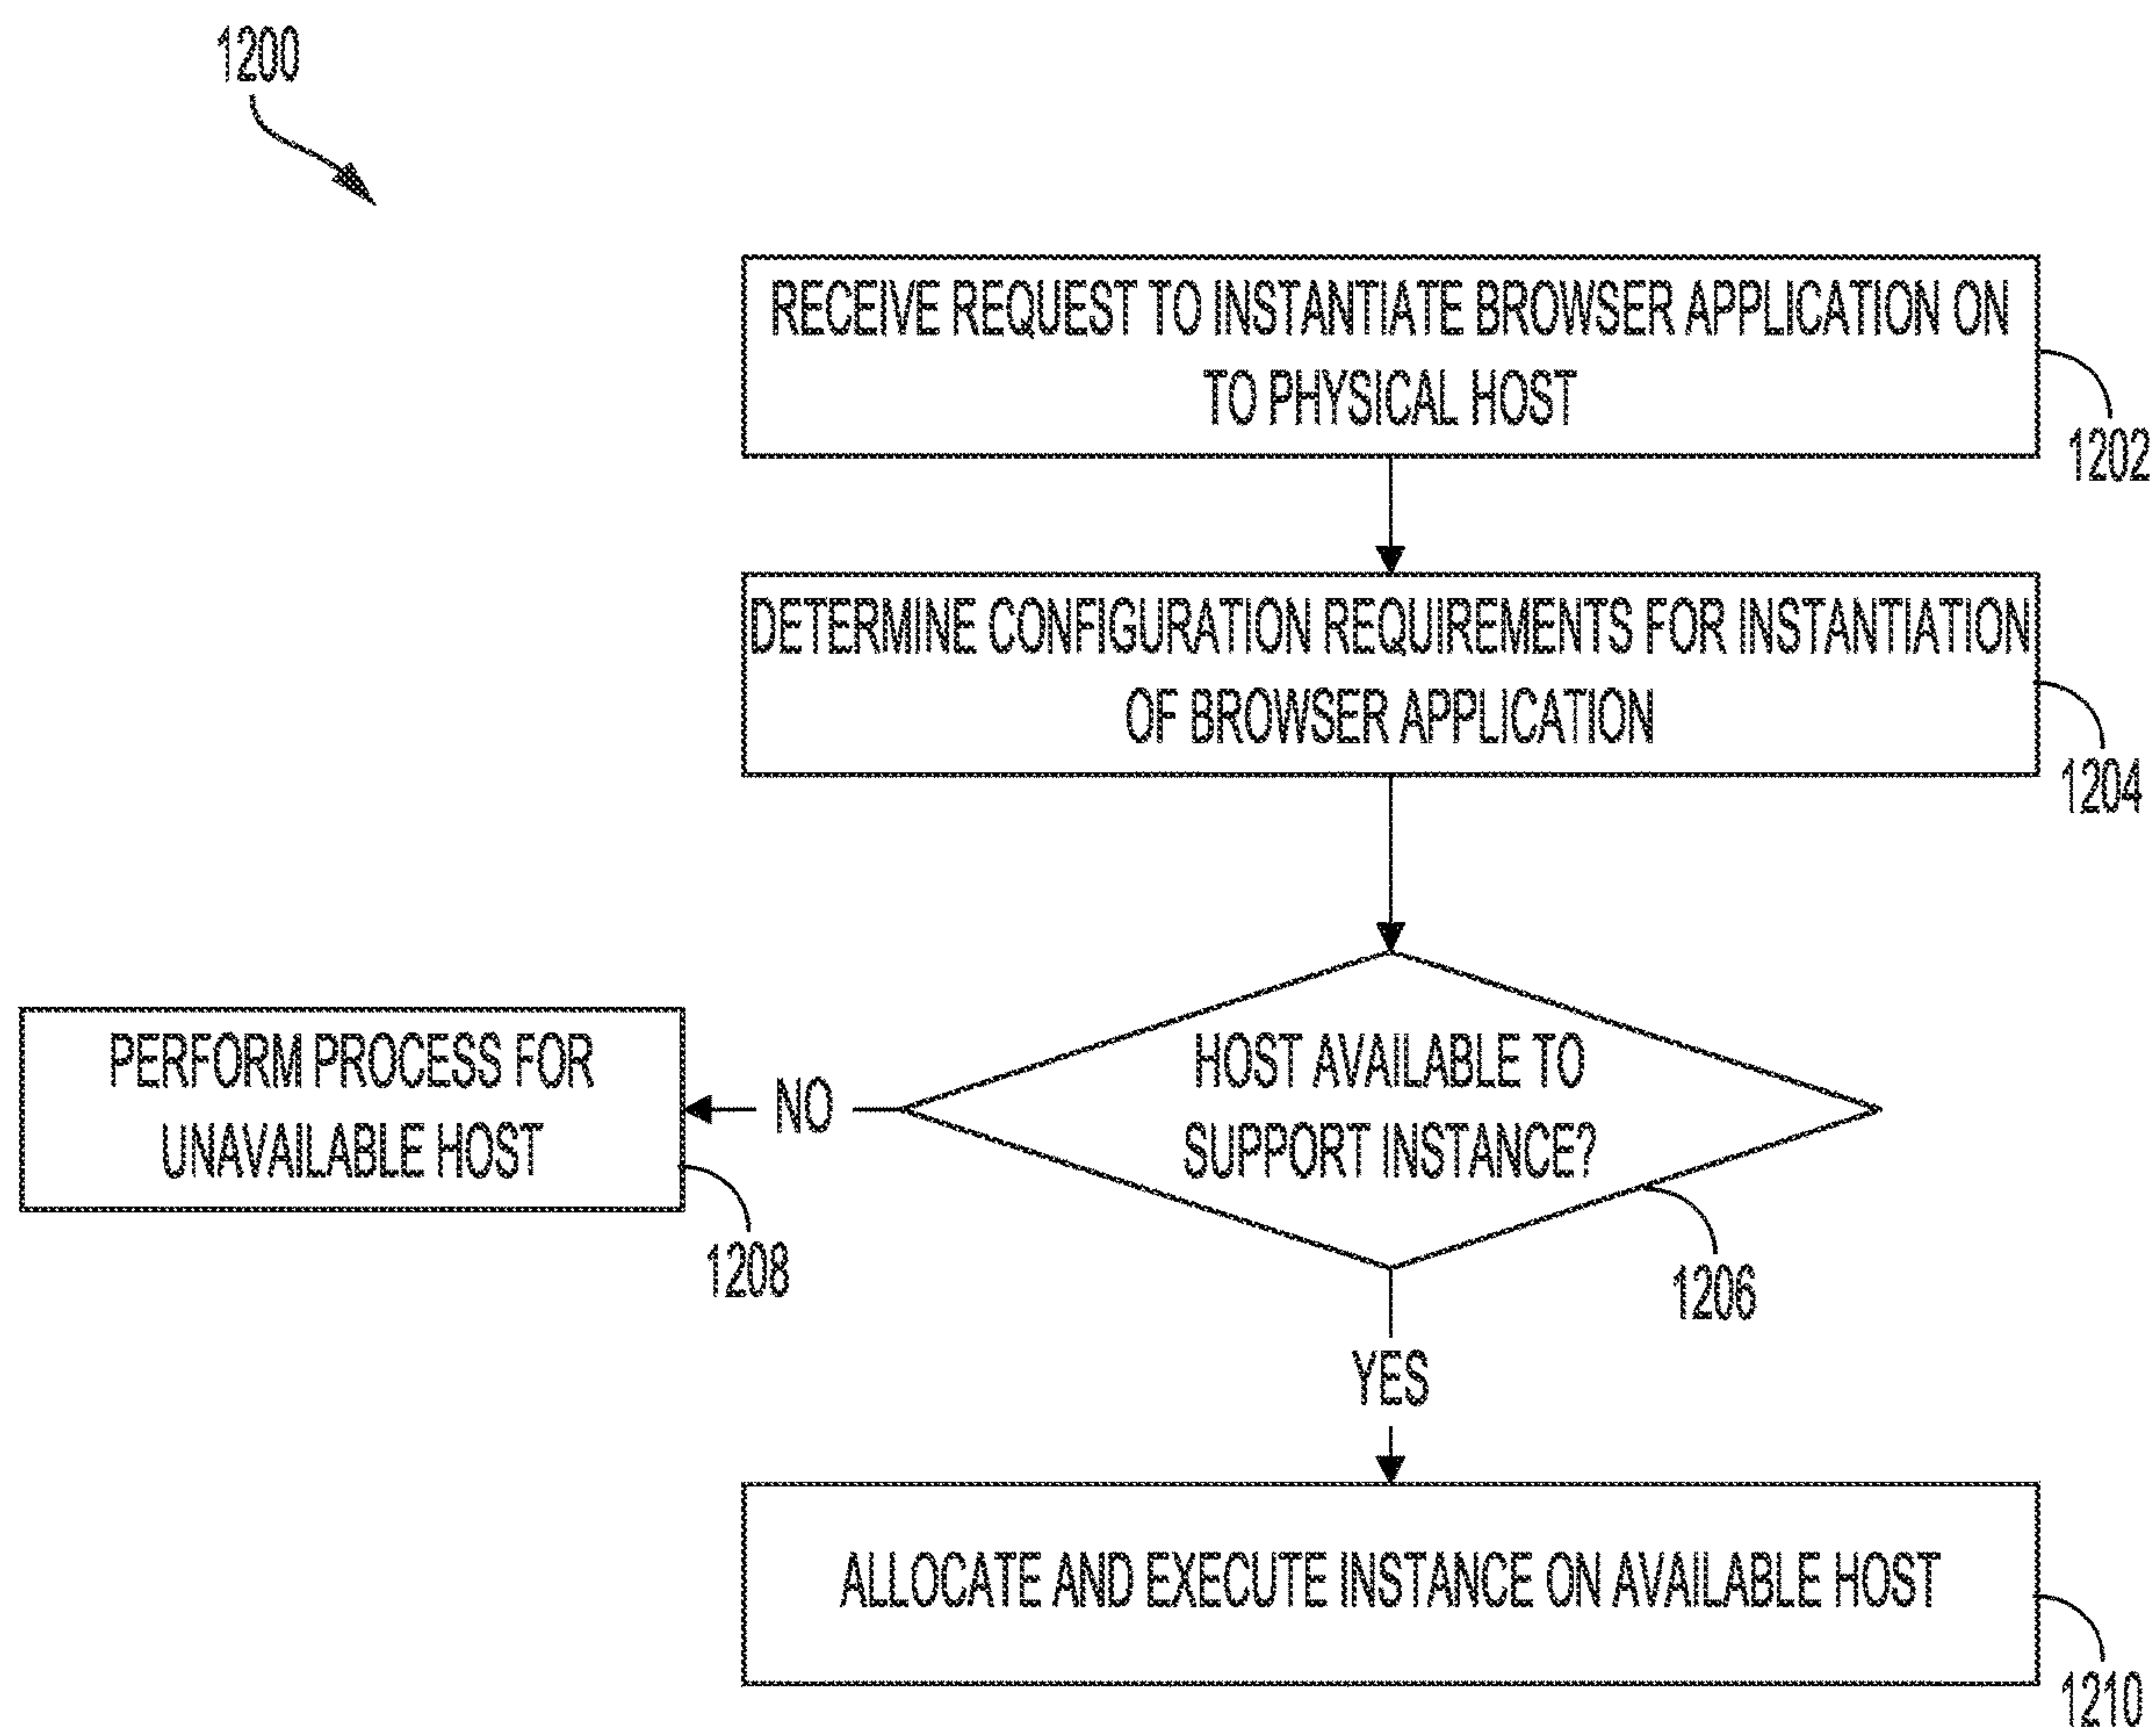 1200
RECEIVE REQUEST TO INSTANTIATE BROWSER APPLICATION ON
TO PHYSICAL HOST
1202
DETERMINE CONFIGURATION REQUIREMENTS FOR INSTANTIATION
OF BROWSER APPLICATION
1204
HOST AVAILABLE TO
SUPPORT INSTANCE?
1206
NO
PERFORM PROCESS FOR
UNAVAILABLE HOST
1208
YES
ALLOCATE AND EXECUTE INSTANCE ON AVAILABLE HOST
1210